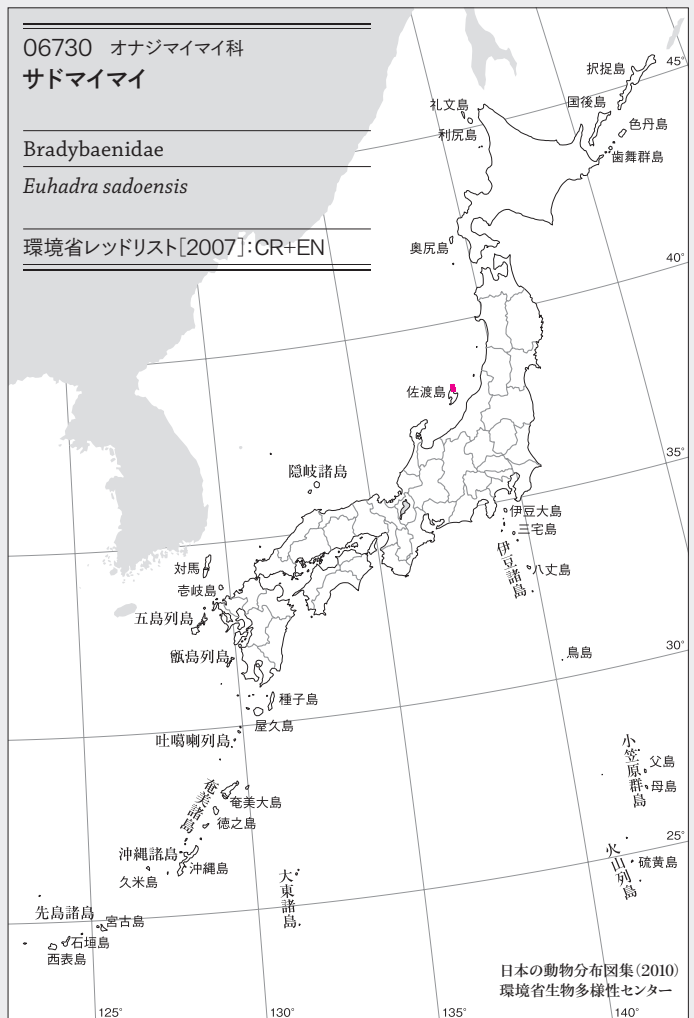 06730　オナジマイマイ科
サドマイマイ
Bradybaenidae
Euhadra sadoensis
環境省レッドリスト［2007］：CR+EN
45°
択捉島
礼文島
国後島
利尻島
色丹島
歯舞群島
奥尻島
40°
佐渡島
35°
隠岐諸島
伊豆大島
三宅島
伊豆諸島
八丈島
対馬
壱岐島
五島列島
甑島列島
30°
鳥島
種子島
屋久島
吐噶喇列島
小笠原群島
父島
母島
奄美諸島
奄美大島
徳之島
25°
沖縄諸島
沖縄島
久米島
火山列島
硫黄島
大東諸島
先島諸島
宮古島
石垣島
西表島
日本の動物分布図集（2010）
環境省生物多様性センター
125°
130°
135°
140°